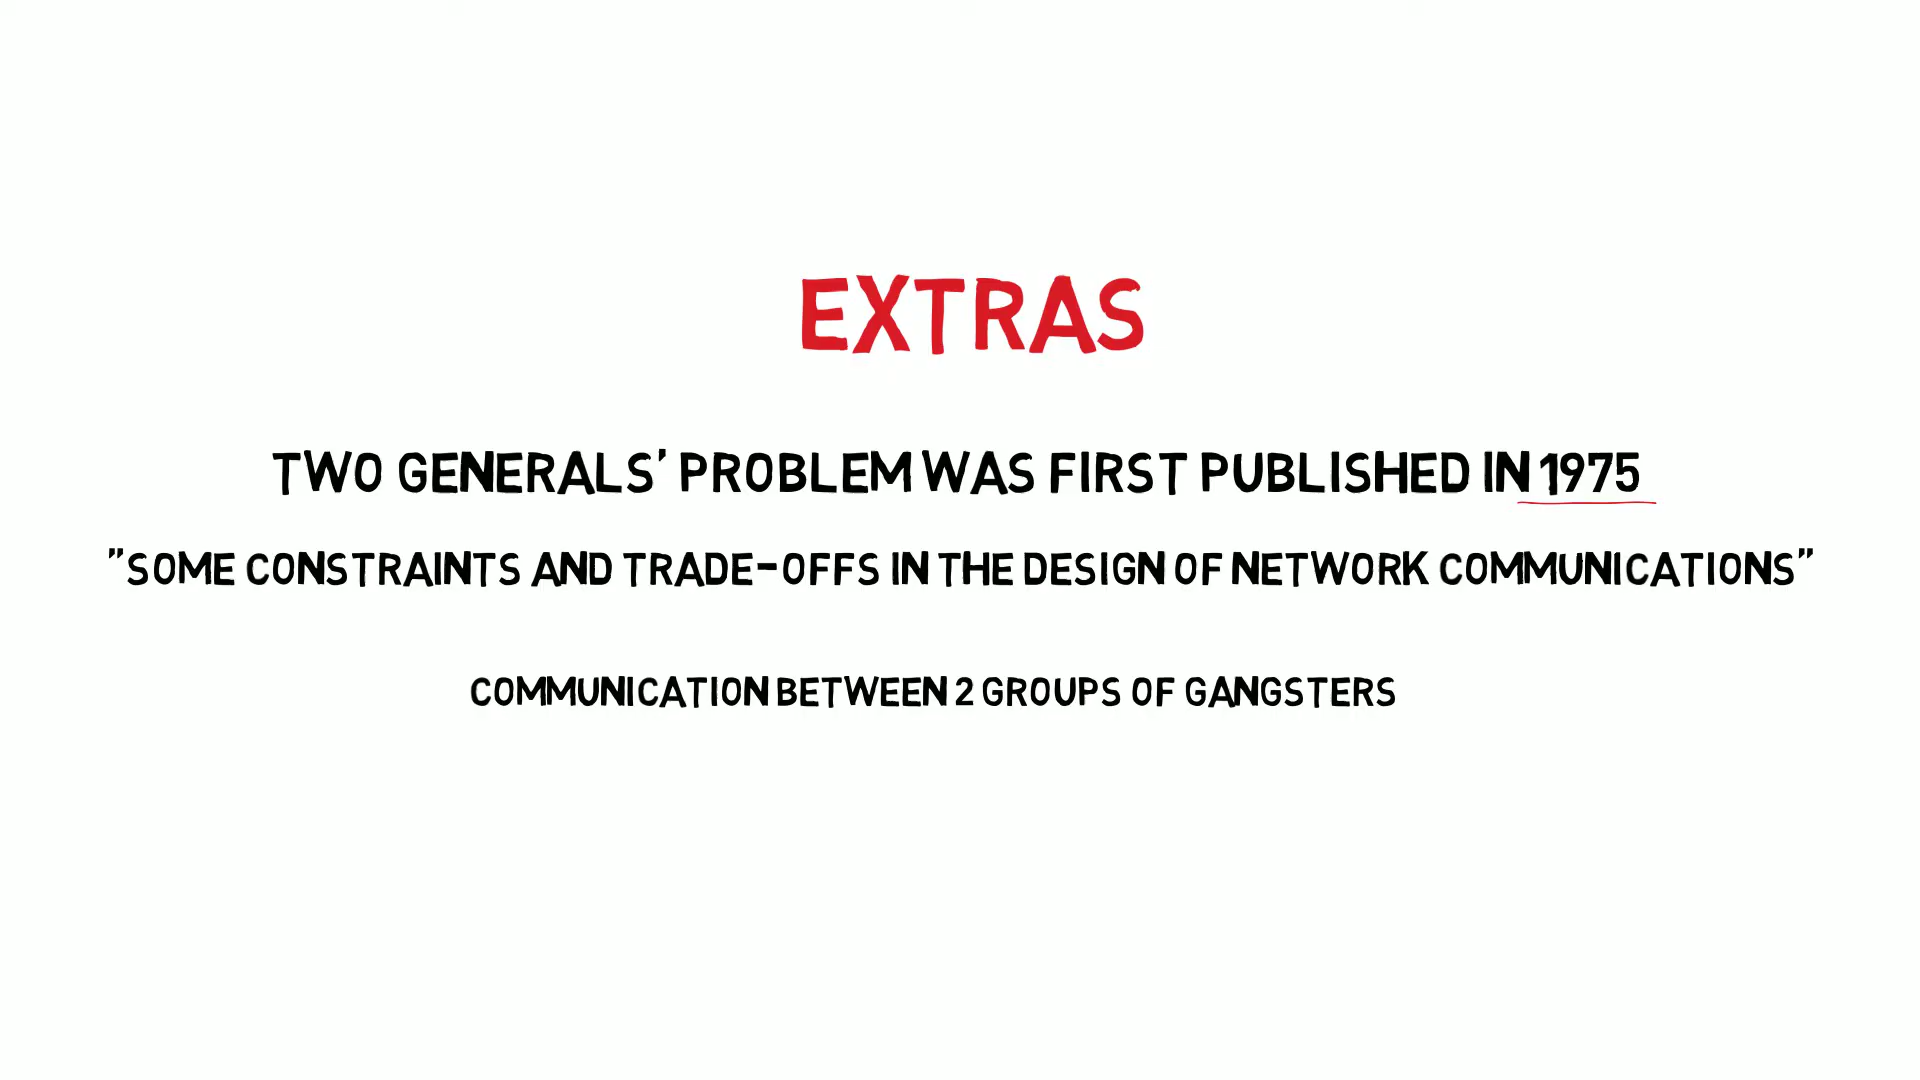 EXTRAS
TWO GENERALS' PROBLEM WAS FIRST PUBLISHED IN 1975
"SOME CONSTRAINTS AND TRADE-OFFS IN THE DESIGN OF NETWORK COMMUNICATIONS"
COMMUNICATION BETWEEN 2 GROUPS OF GANGSTERS